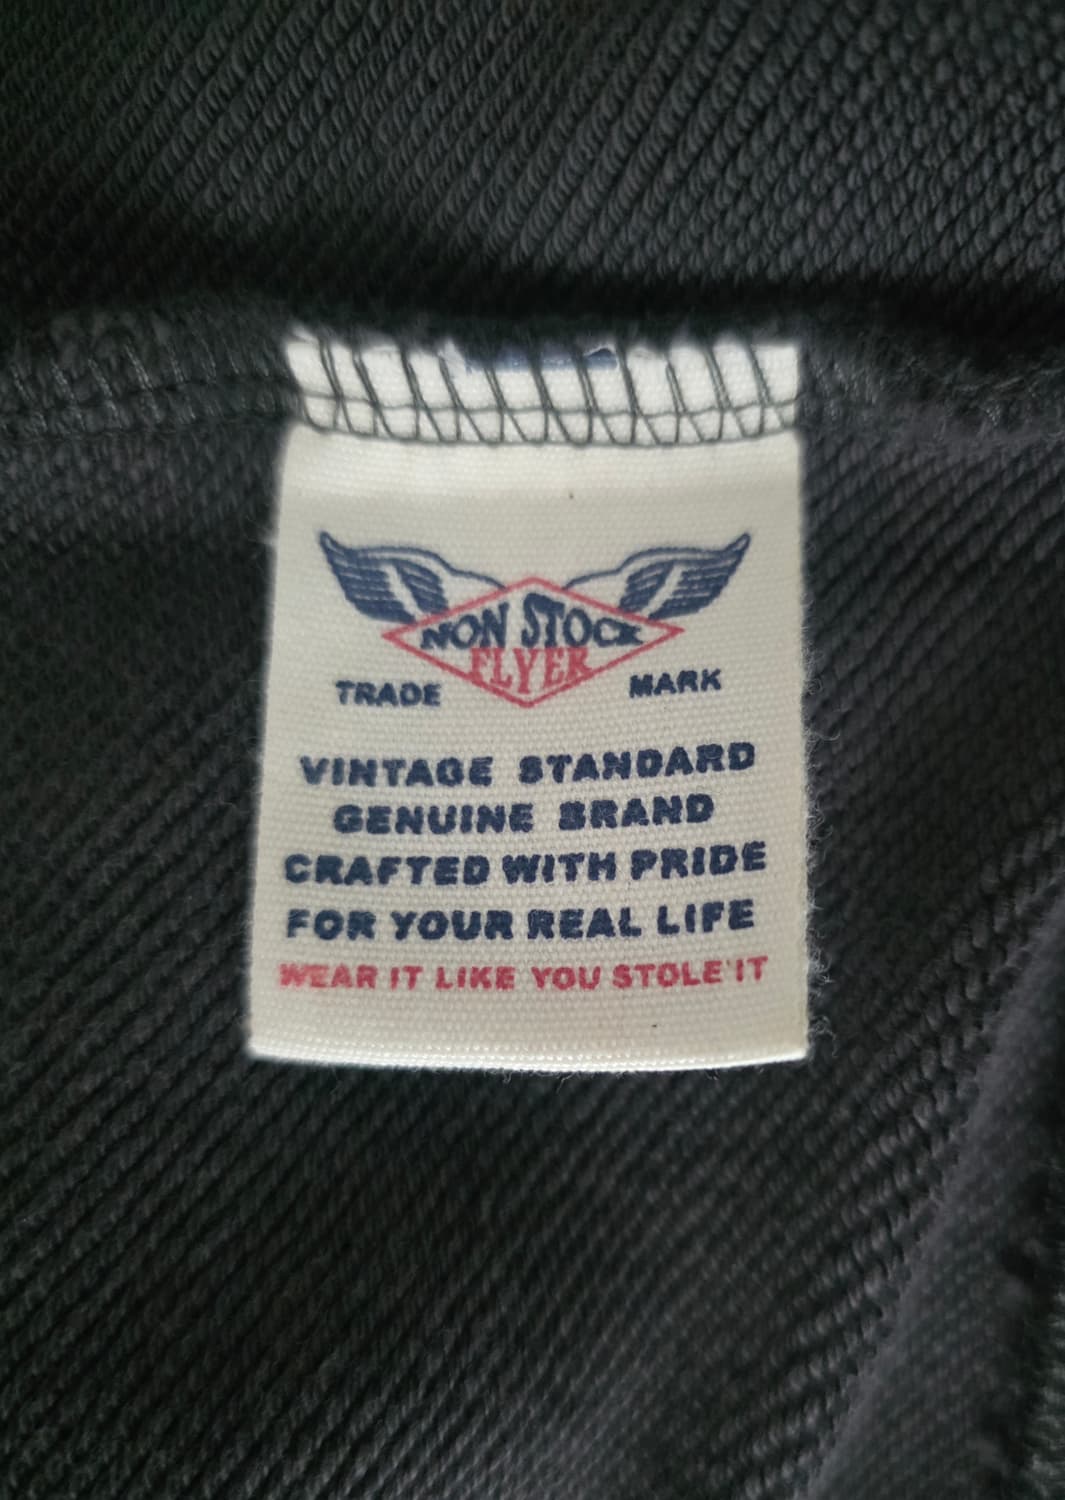 NON STOCK
FLYER
TRADE MARK
VINTAGE STANDARD
GENUINE BRAND
CRAFTED WITH PRIDE
FOR YOUR REAL LIFE
WEAR IT LIKE YOU STOLE'IT